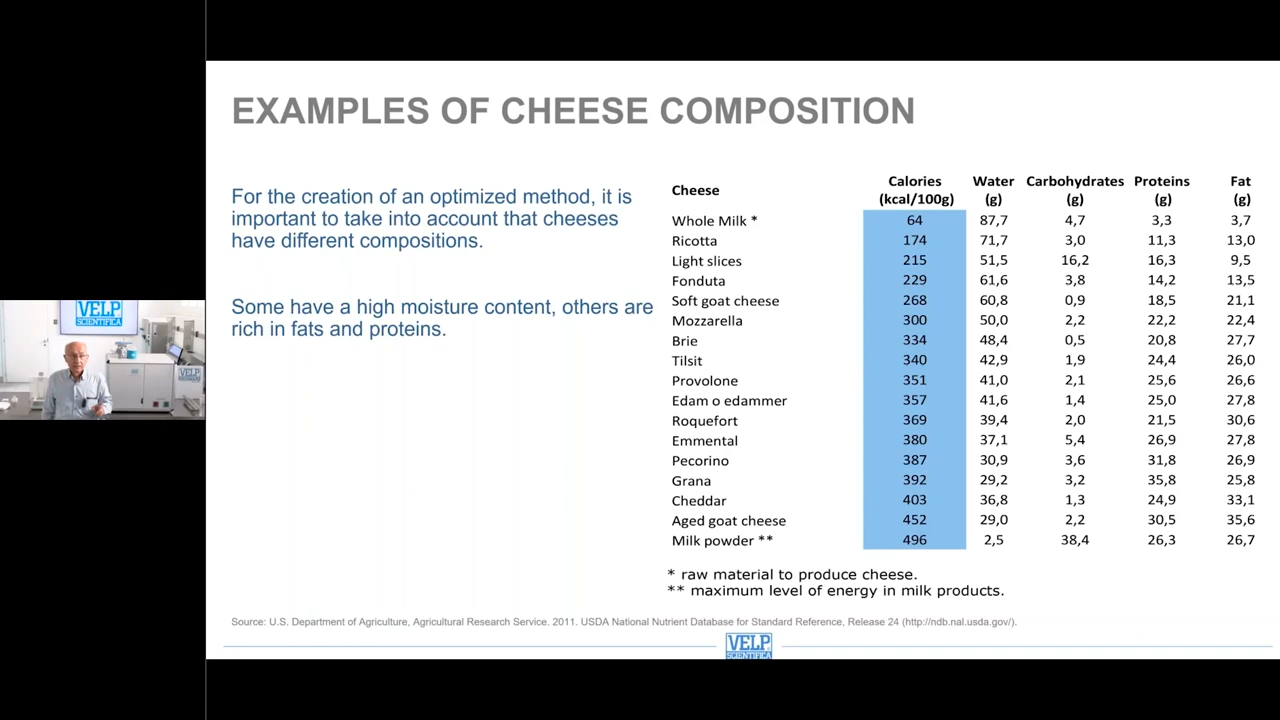 EXAMPLES OF CHEESE COMPOSITION
For the creation of an optimized method, it is
important to take into account that cheeses
have different compositions.
Some have a high moisture content, others are
rich in fats and proteins.
Cheese Calories (kcal/100g) Water (g) Carbohydrates (g) Proteins (g) Fat (g)
Whole Milk * 64 87,7 4,7 3,3 3,7
Ricotta 174 71,7 3,0 11,3 13,0
Light slices 215 51,5 16,2 16,3 9,5
Fonduta 229 61,6 3,8 14,2 13,5
Soft goat cheese 268 60,8 0,9 18,5 21,1
Mozzarella 300 50,0 2,2 22,2 22,4
Brie 334 48,4 0,5 20,8 27,7
Tilsit 340 42,9 1,9 24,4 26,0
Provolone 351 41,0 2,1 25,6 26,6
Edam o edammer 357 41,6 1,4 25,0 27,8
Roquefort 369 39,4 2,0 21,5 30,6
Emmental 380 37,1 5,4 26,9 27,8
Pecorino 387 30,9 3,6 31,8 26,9
Grana 392 29,2 3,2 35,8 25,8
Cheddar 403 36,8 1,3 24,9 33,1
Aged goat cheese 452 29,0 2,2 30,5 35,6
Milk powder ** 496 2,5 38,4 26,3 26,7
* raw material to produce cheese.
** maximum level of energy in milk products.
Source: U.S. Department of Agriculture, Agricultural Research Service. 2011. USDA National Nutrient Database for Standard Reference, Release 24 (http://ndb.nal.usda.gov/).
VELP
SCIENTIFICA
VELP
SCIENTIFICA
VELP